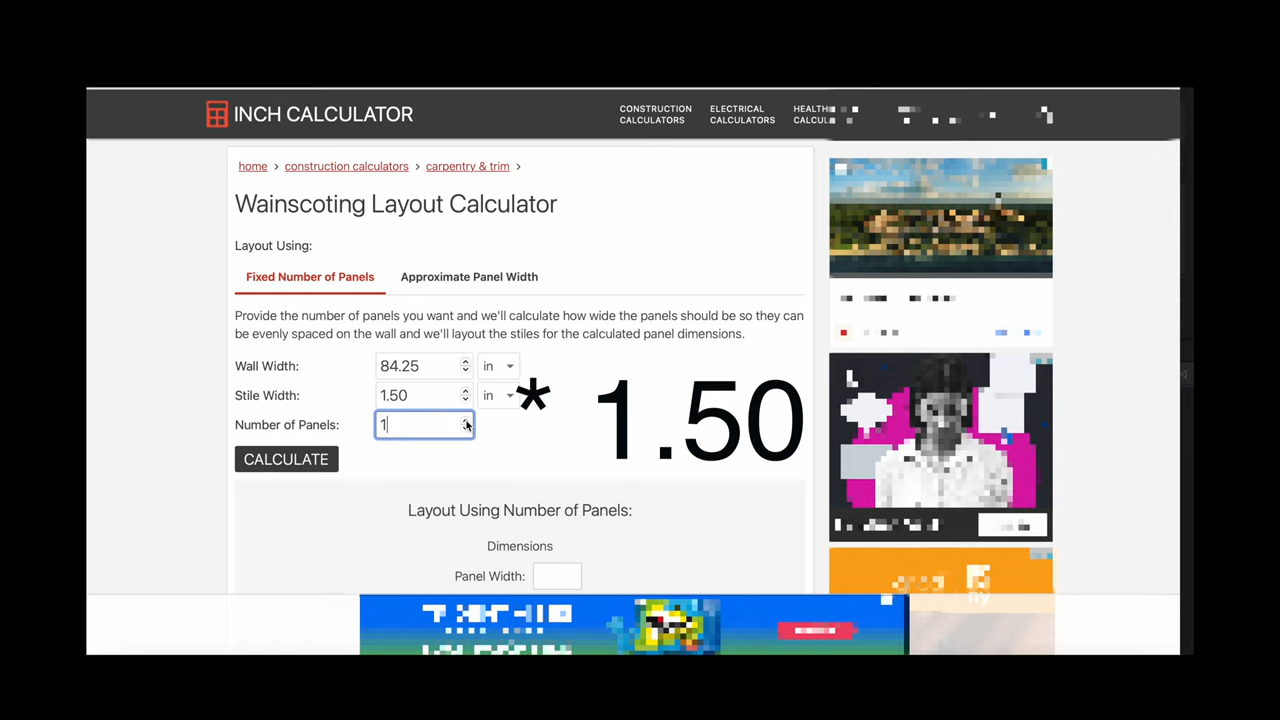 INCH CALCULATOR
CONSTRUCTION CALCULATORS
ELECTRICAL CALCULATORS
HEALTH
home > construction calculators > carpentry & trim >
Wainscoting Layout Calculator
Layout Using:
Fixed Number of Panels
Approximate Panel Width
Provide the number of panels you want and we'll calculate how wide the panels should be so they can
be evenly spaced on the wall and we'll layout the stiles for the calculated panel dimensions.
Wall Width: 84.25 in
Stile Width: 1.50 in
* 1.50
Number of Panels: 1
CALCULATE
Layout Using Number of Panels:
Dimensions
Panel Width: